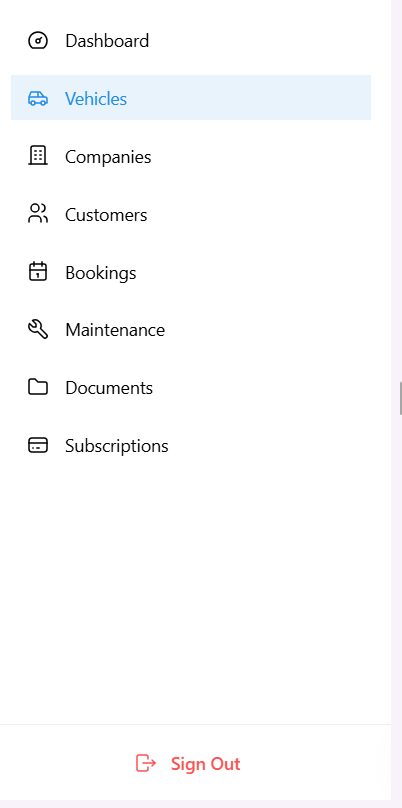 Dashboard
Vehicles
Companies
Customers
Bookings
Maintenance
Documents
Subscriptions
Sign Out